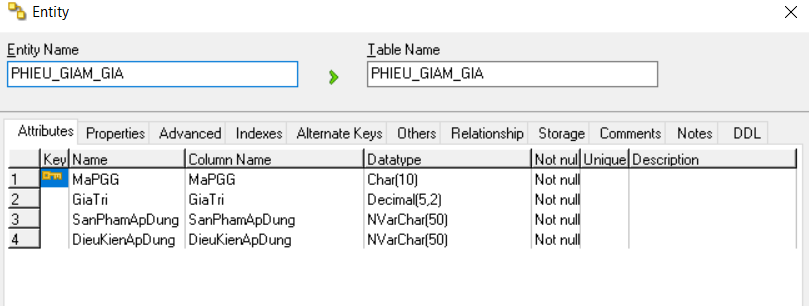 Entity
Entity Name Table Name
PHIEU_GIAM_GIA PHIEU_GIAM_GIA
Attributes Properties Advanced Indexes Alternate Keys Others Relationship Storage Comments Notes DDL
Key Name Column Name Datatype Not nul Unique Description
1 MaPGG MaPGG Char(10) Not null
2 GiaTri GiaTri Decimal(5,2) Not null
3 SanPhamApDung SanPhamApDung NVarChar(50) Not null
4 DieuKienApDung DieuKienApDung NVarChar(50) Not null